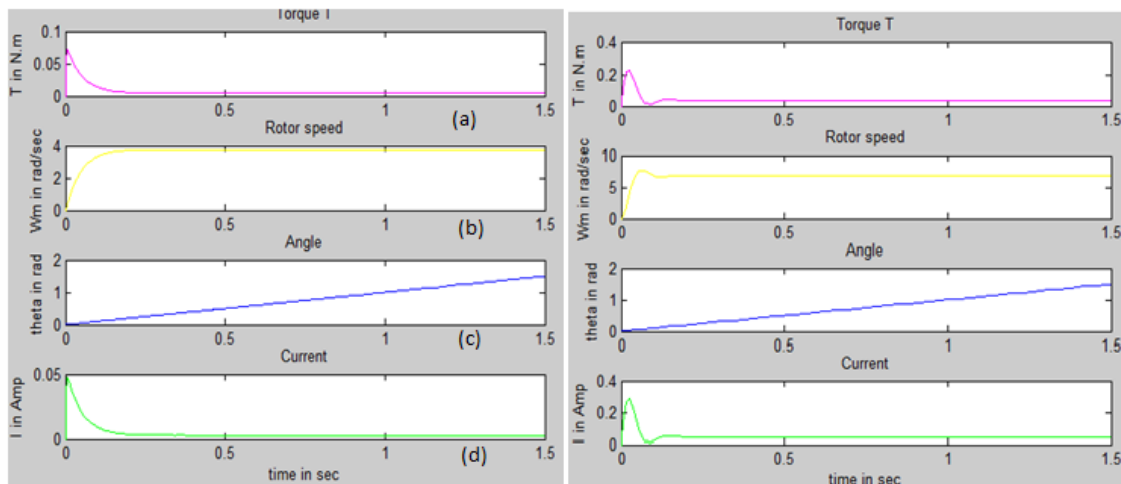 Torque T
T in N.m
0.1
0.05
0
0
0.5
1
1.5
(a)
Rotor speed
Wm in rad/sec
4
2
0
0
0.5
1
1.5
(b)
Angle
theta in rad
2
1
0
0
0.5
1
1.5
(c)
Current
I in Amp
0.05
0
0
0.5
1
1.5
(d)
time in sec
Torque T
T in N.m
0.4
0.2
0
0
0.5
1
1.5
Rotor speed
Wm in rad/sec
10
5
0
0
0.5
1
1.5
Angle
theta in rad
2
1
0
0
0.5
1
1.5
Current
I in Amp
0.4
0.2
0
0
0.5
1
1.5
time in sec